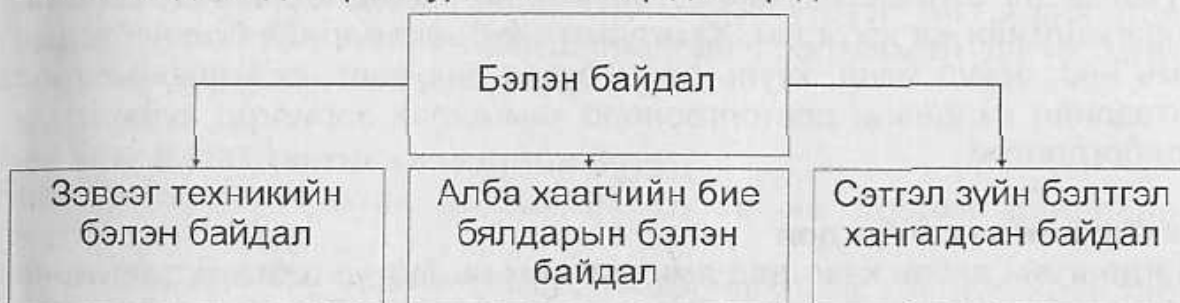 Бэлэн байдал
Зэвсэг техникийн
бэлэн байдал
Алба хаагчийн бие
бялдарын бэлэн
байдал
Сэтгэл зүйн бэлтгэл
хангагдсан байдал